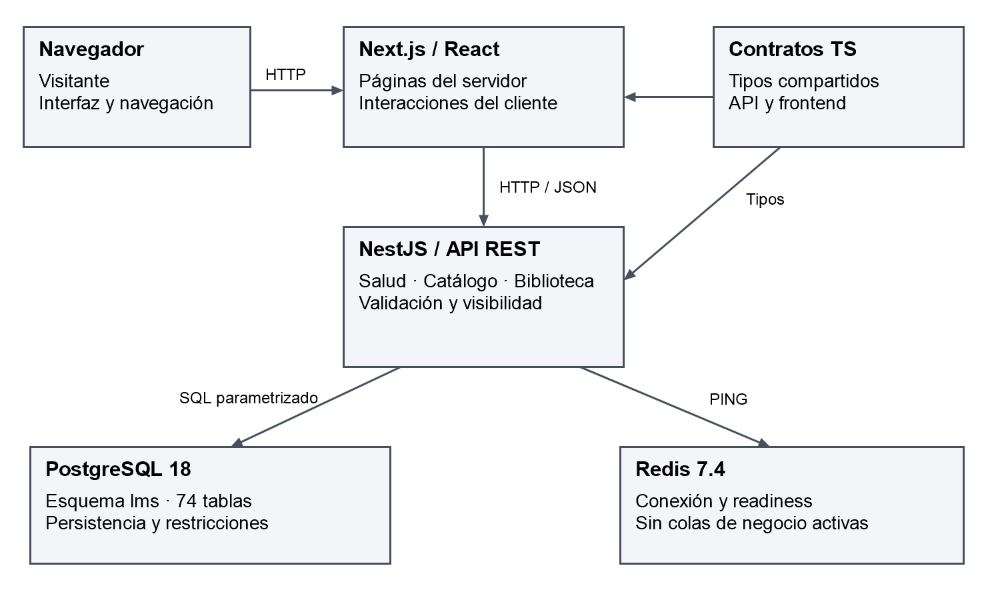 Navegador
Visitante
Interfaz y navegación
HTTP
Next.js / React
Páginas del servidor
Interacciones del cliente
Contratos TS
Tipos compartidos
API y frontend
HTTP / JSON
Tipos
NestJS / API REST
Salud · Catálogo · Biblioteca
Validación y visibilidad
SQL parametrizado
PING
PostgreSQL 18
Esquema lms · 74 tablas
Persistencia y restricciones
Redis 7.4
Conexión y readiness
Sin colas de negocio activas